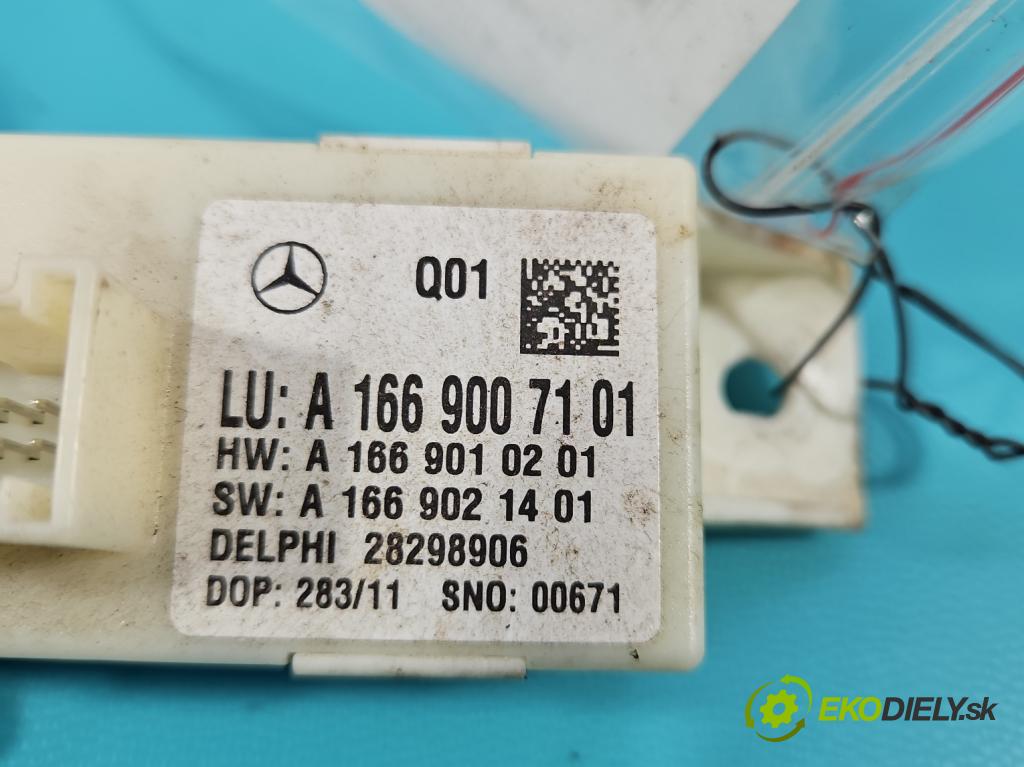 Q01
LU: A 166 900 71 01
HW: A 166 901 02 01
SW: A 166 902 14 01
DELPHI 28298906
DOP: 283/11 SNO: 00671
EKODIELY.sk